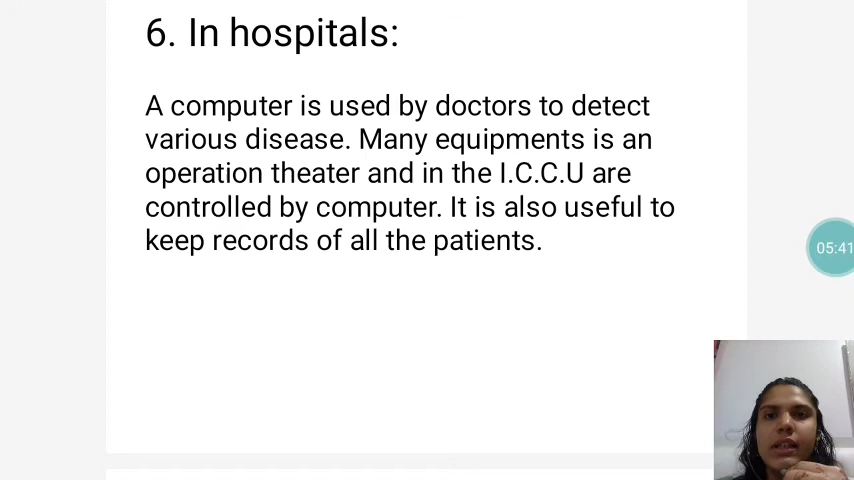 6. In hospitals:
A computer is used by doctors to detect
various disease. Many equipments is an
operation theater and in the I.C.C.U are
controlled by computer. It is also useful to
keep records of all the patients.
05:41